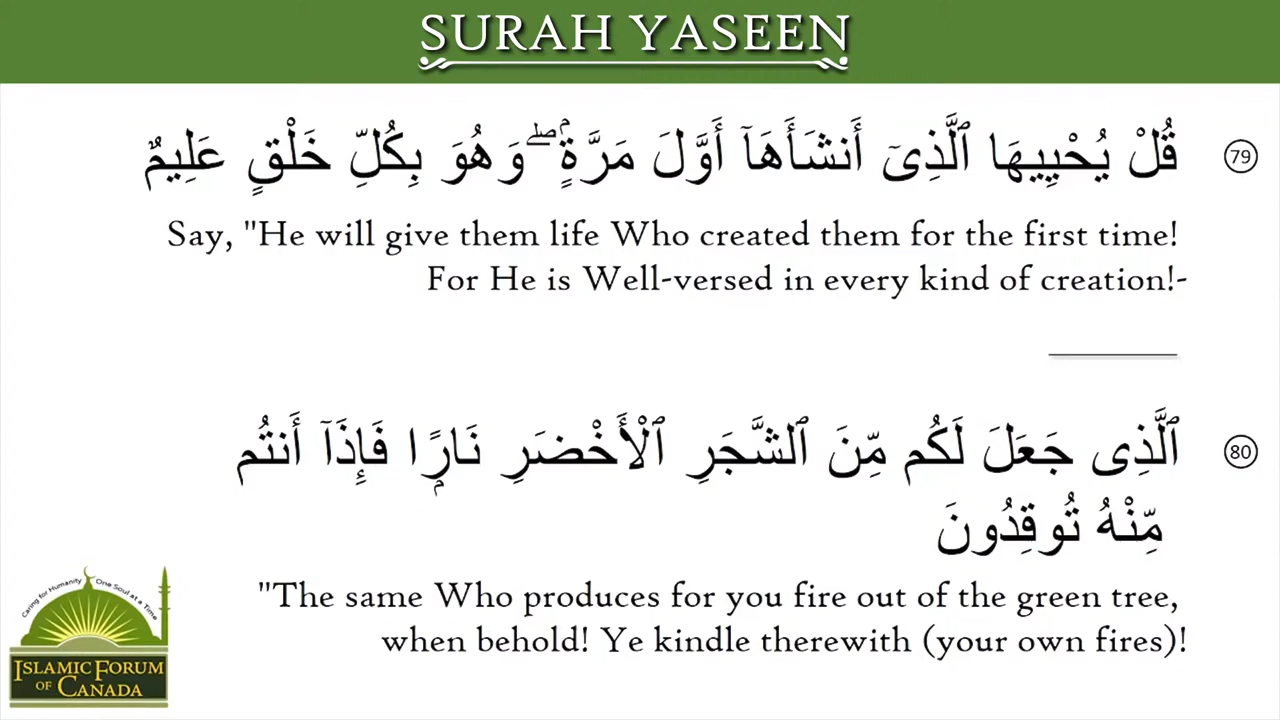 SURAH YASEEN
قُلْ يُحْيِيهَا ٱلَّذِىٓ أَنشَأَهَآ أَوَّلَ مَرَّةٍۢ ۖ وَهُوَ بِكُلِّ خَلْقٍ عَلِيمٌ
79
Say, "He will give them life Who created them for the first time!
For He is Well-versed in every kind of creation!-
ٱلَّذِى جَعَلَ لَكُم مِّنَ ٱلشَّجَرِ ٱلْأَخْضَرِ نَارًۭا فَإِذَآ أَنتُم
80
مِّنْهُ تُوقِدُونَ
"The same Who produces for you fire out of the green tree,
when behold! Ye kindle therewith (your own fires)!
Caring for Humanity One Soul at a Time
ISLAMIC FORUM
OF CANADA